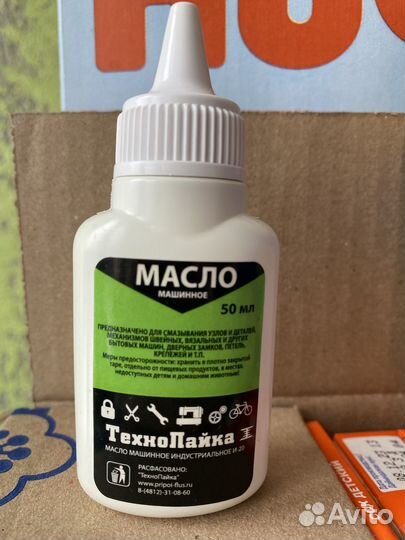 МАСЛО
МАШИННОЕ
50 мл
ПРЕДНАЗНАЧЕНО ДЛЯ СМАЗЫВАНИЯ УЗЛОВ И ДЕТАЛЕЙ,
МЕХАНИЗМОВ ШВЕЙНЫХ, ВЯЗАЛЬНЫХ И ДРУГИХ
БЫТОВЫХ МАШИН, ДВЕРНЫХ ЗАМКОВ, ПЕТЕЛЬ,
КРЕПЕЖЕЙ И Т.П.
Меры предосторожности: хранить в плотно закрытой
таре, отдельно от пищевых продуктов, в местах,
недоступных детям и домашним животным!
ТехноПайка
МАСЛО МАШИННОЕ ИНДУСТРИАЛЬНОЕ И-20
РАСФАСОВАНО:
"ТехноПайка"
www.pripoi-flus.ru
8-(4812)-31-08-60
ДЕТСКИЙ
Avito